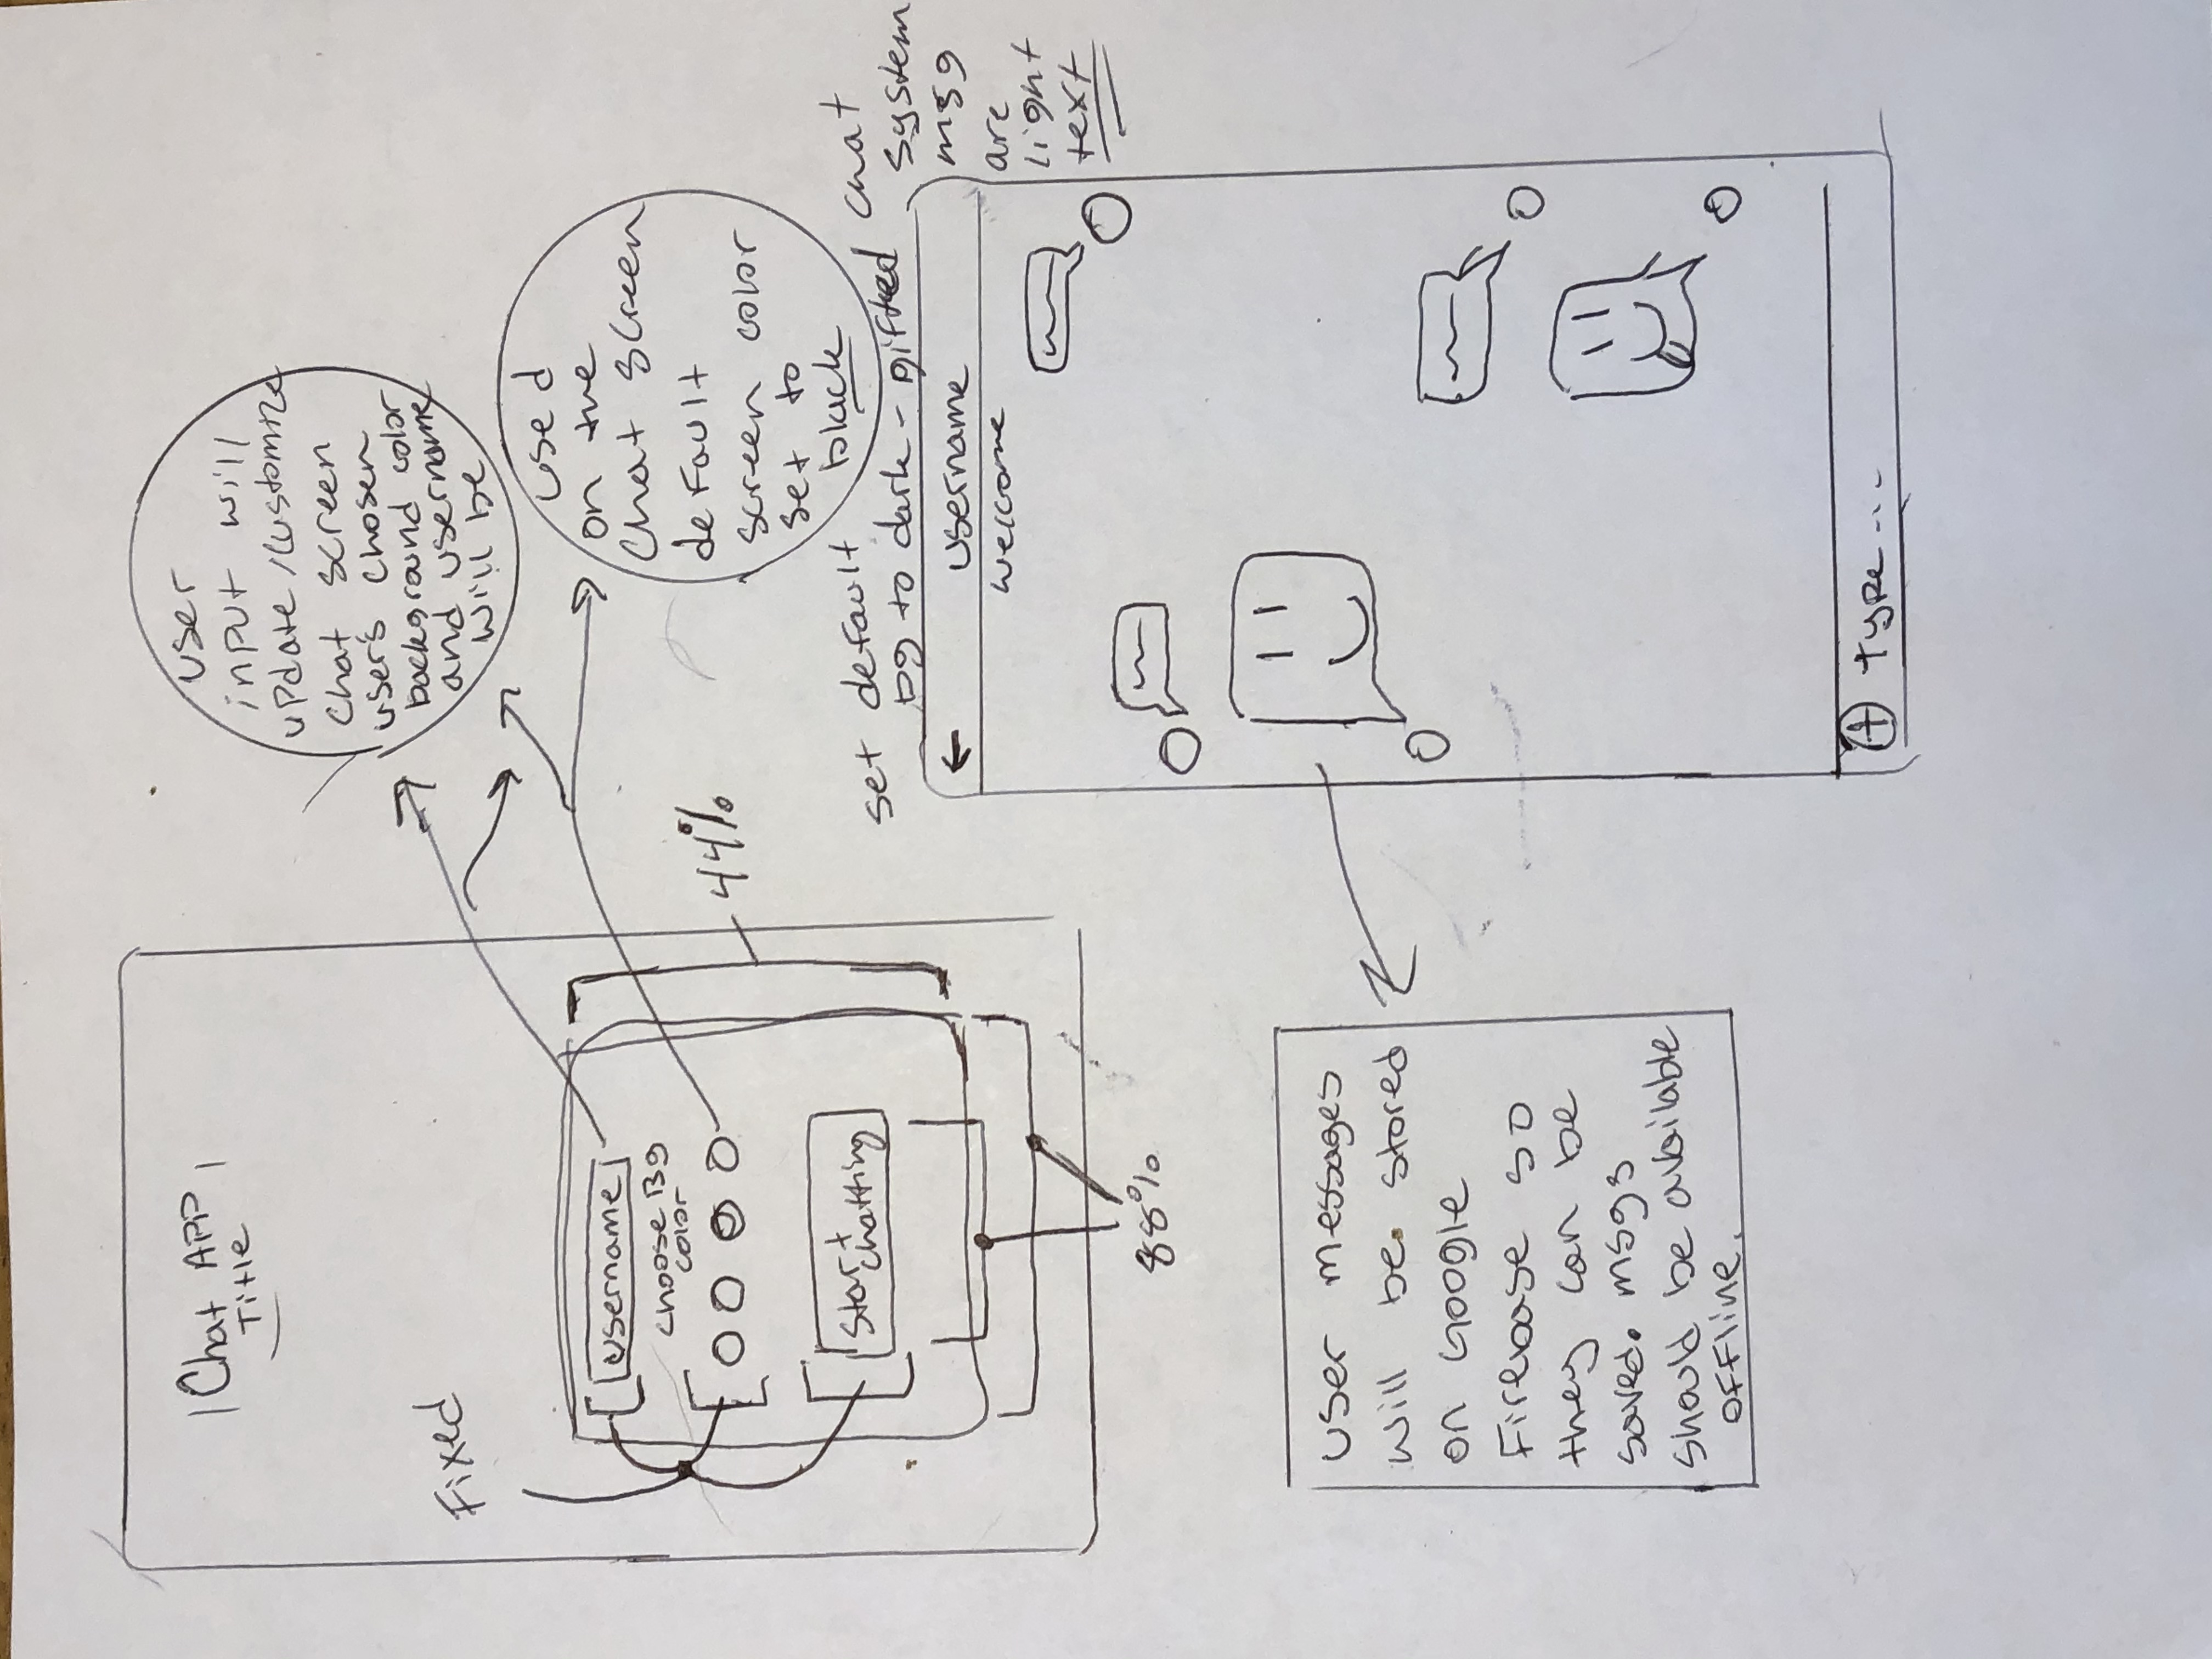 Chat APP
Title
Fixed
username
choose Bg
color
Start
chatting
44%
88%
user
input will
update/customize
chat screen
user's chosen
background color
and username
will be
used
on the
chat screen
default
screen color
set to
black
set default
bg to dark - gifted chat
system
msg
are
light
text
←
username
welcome
+ type...
user messages
will be stored
on Google
Firebase so
they can be
saved. msgs
should be available
offline.